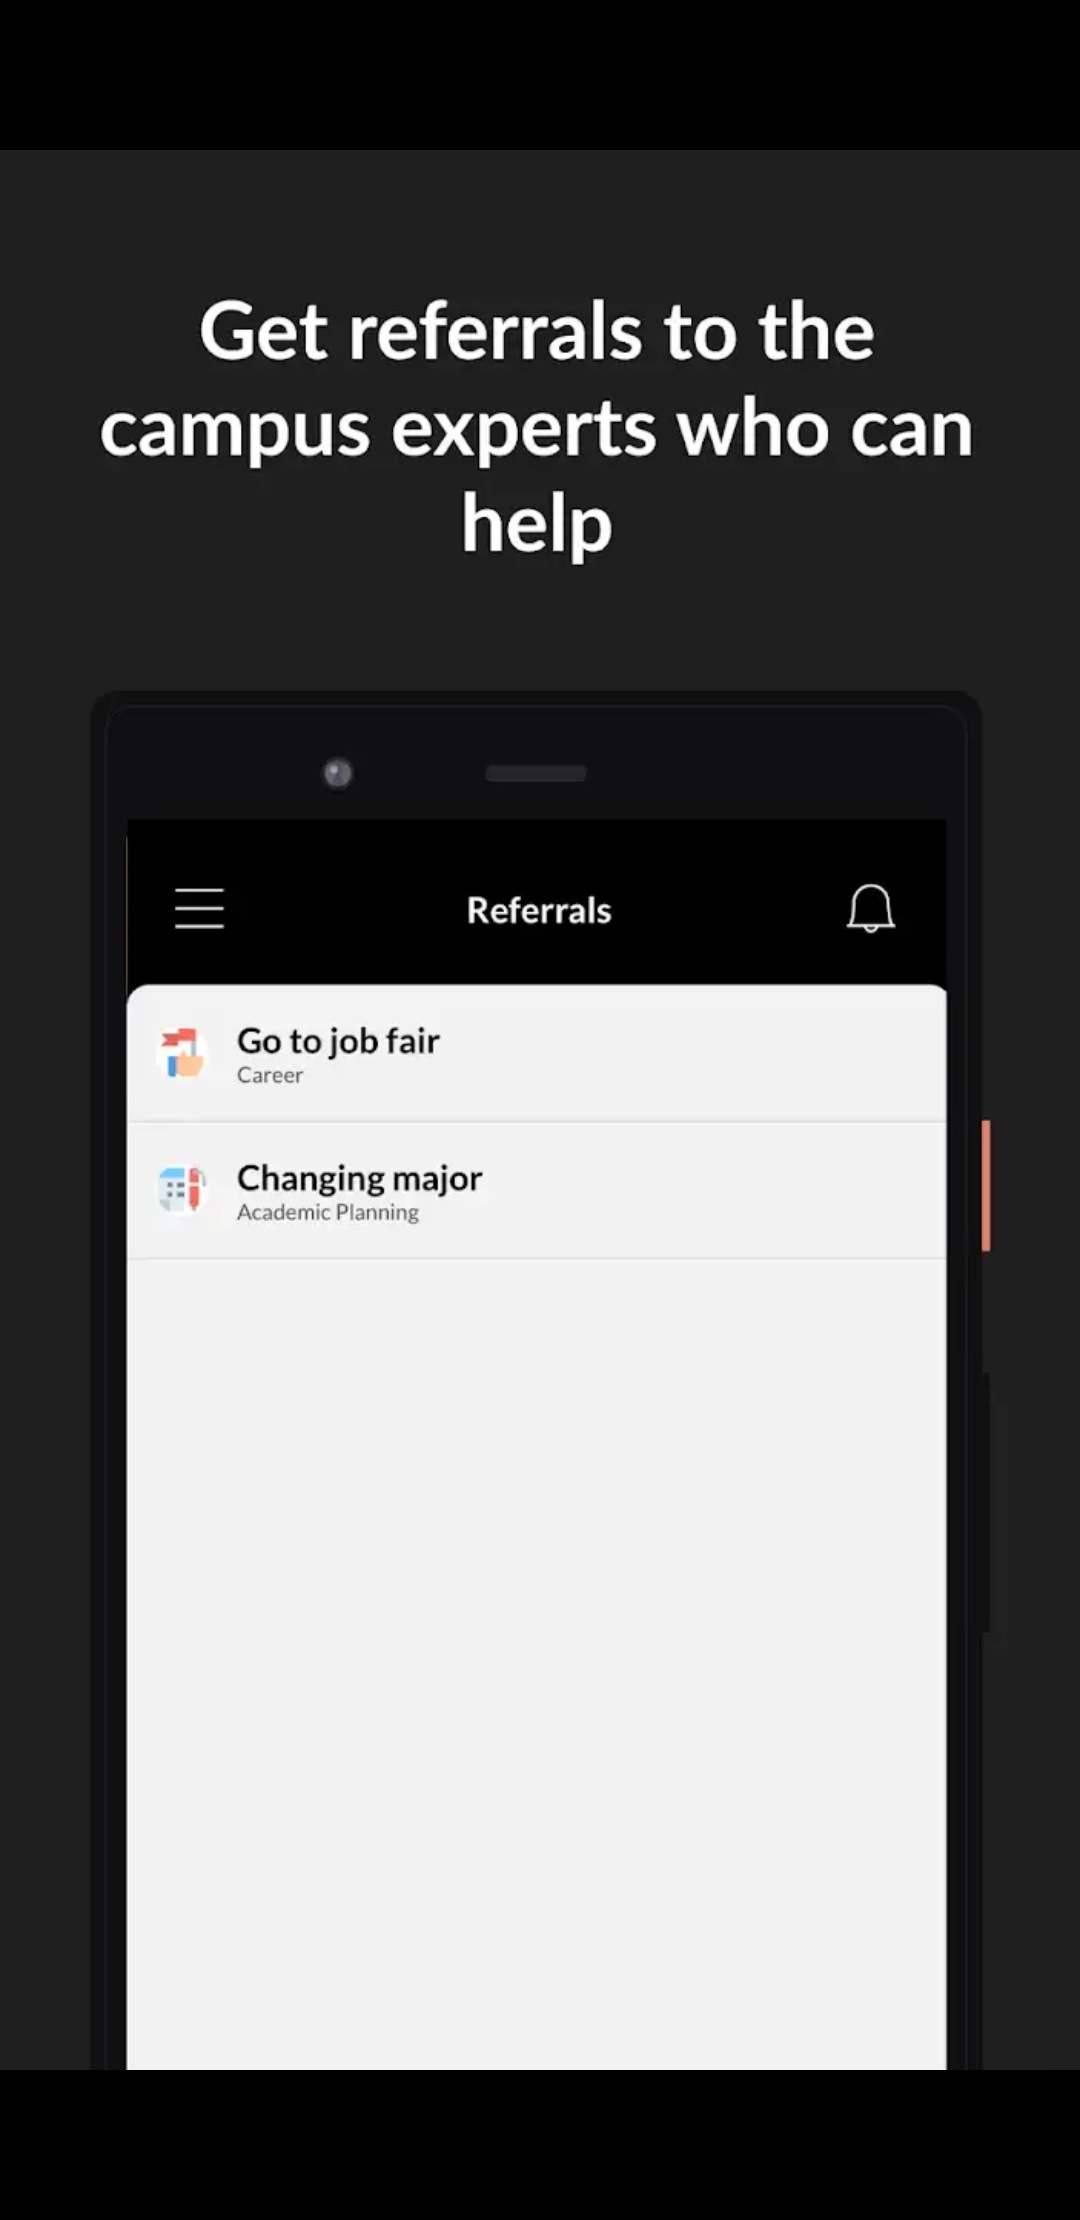 Get referrals to the
campus experts who can
help
Referrals
Go to job fair
Career
Changing major
Academic Planning